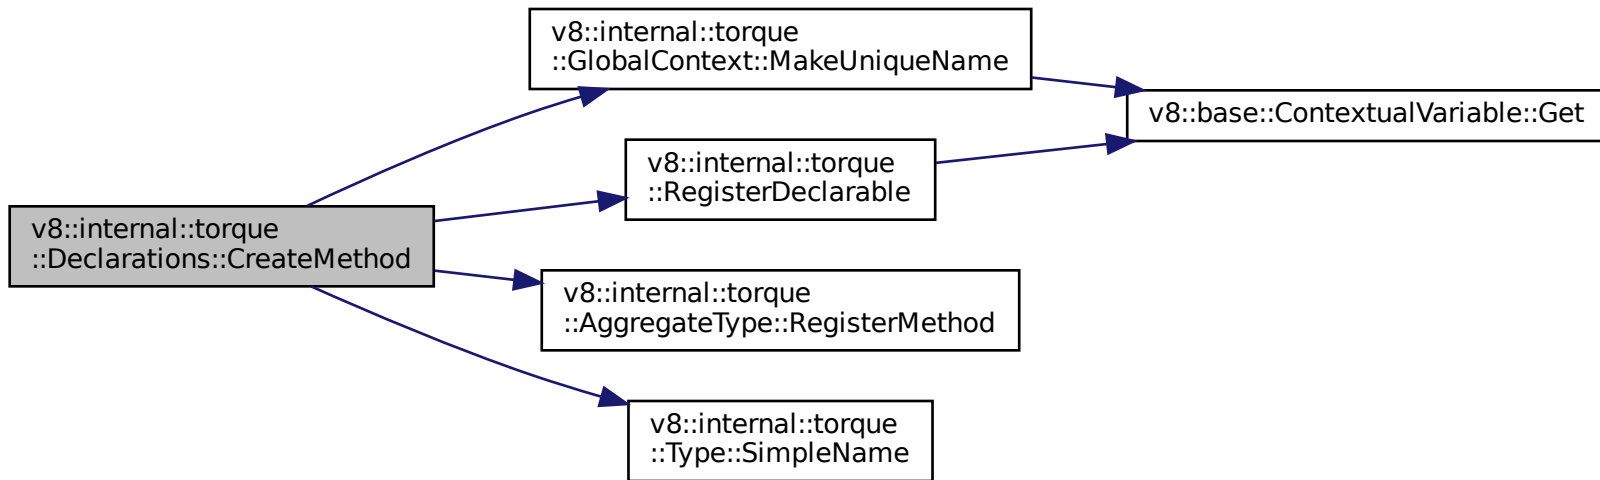 v8::internal::torque
::GlobalContext::MakeUniqueName
v8::base::ContextualVariable::Get
v8::internal::torque
::RegisterDeclarable
v8::internal::torque
::Declarations::CreateMethod
v8::internal::torque
::AggregateType::RegisterMethod
v8::internal::torque
::Type::SimpleName